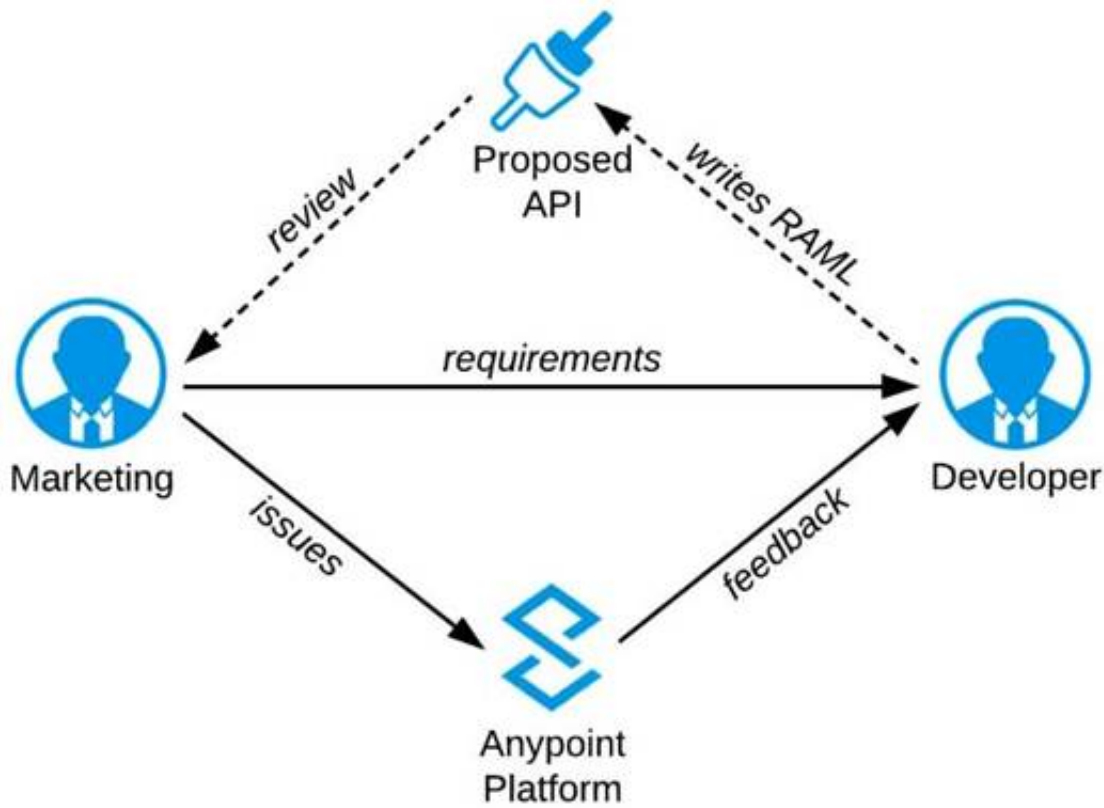 Proposed
API
review
writes RAML
requirements
Marketing
Developer
issues
feedback
Anypoint
Platform